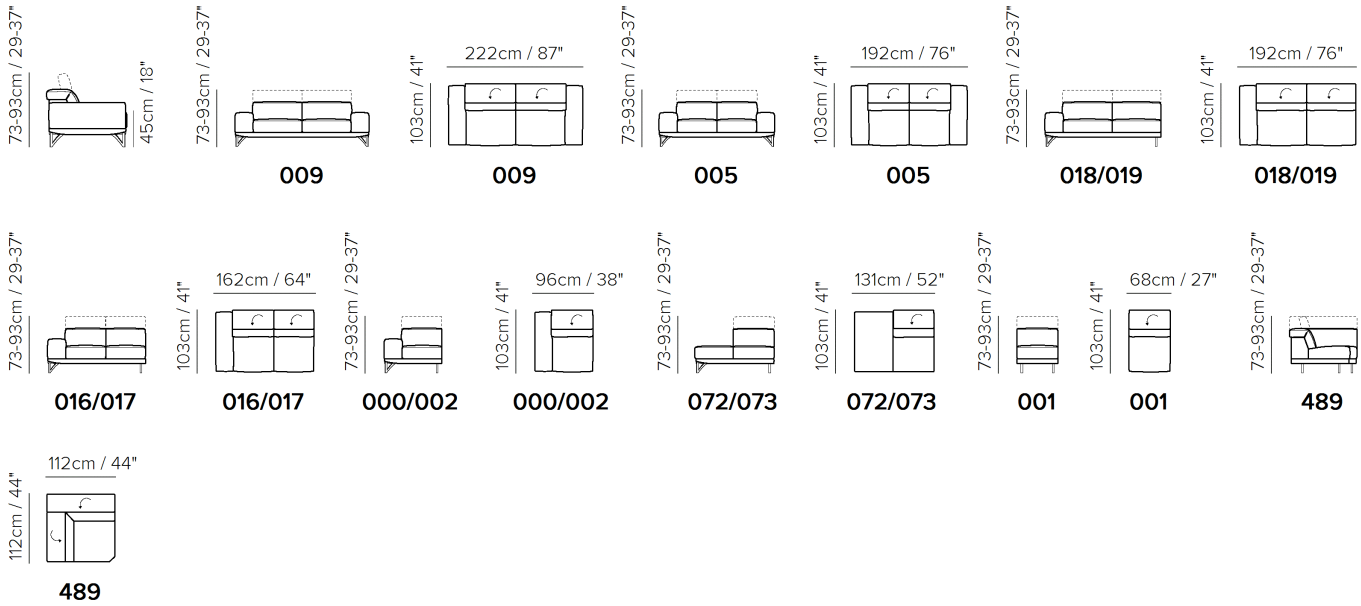 73-93cm / 29-37"
45cm / 18"
73-93cm / 29-37"
009
222cm / 87"
103cm / 41"
009
73-93cm / 29-37"
005
192cm / 76"
103cm / 41"
005
73-93cm / 29-37"
018/019
192cm / 76"
103cm / 41"
018/019
73-93cm / 29-37"
016/017
162cm / 64"
103cm / 41"
016/017
73-93cm / 29-37"
000/002
96cm / 38"
103cm / 41"
000/002
73-93cm / 29-37"
072/073
131cm / 52"
103cm / 41"
072/073
73-93cm / 29-37"
001
68cm / 27"
103cm / 41"
001
73-93cm / 29-37"
489
112cm / 44"
112cm / 44"
489